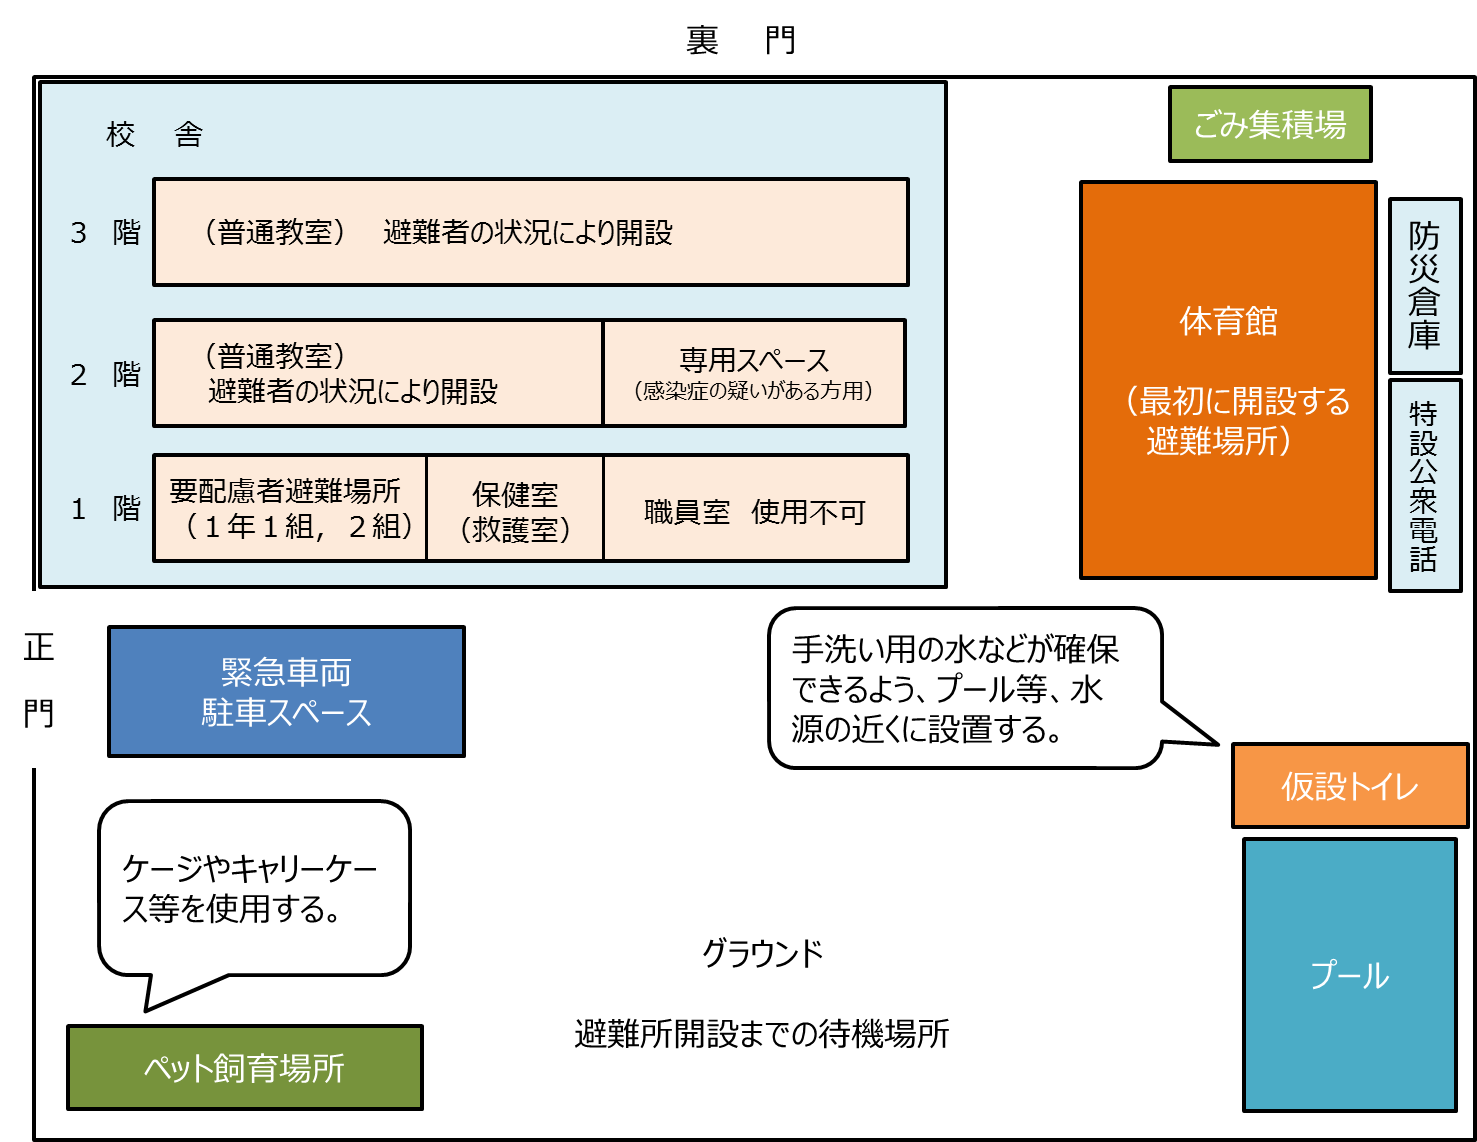 裏　門
校　舎
３　階
（普通教室）　避難者の状況により開設
２　階
（普通教室）
避難者の状況により開設
専用スペース
（感染症の疑いがある方用）
１　階
要配慮者避難場所
（１年１組，２組）
保健室
（救護室）
職員室　使用不可
ごみ集積場
体育館
（最初に開設する
避難場所）
防災倉庫
特設公衆電話
正門
緊急車両
駐車スペース
手洗い用の水などが確保
できるよう、プール等、水
源の近くに設置する。
仮設トイレ
プール
ケージやキャリーケー
ス等を使用する。
ペット飼育場所
グラウンド
避難所開設までの待機場所